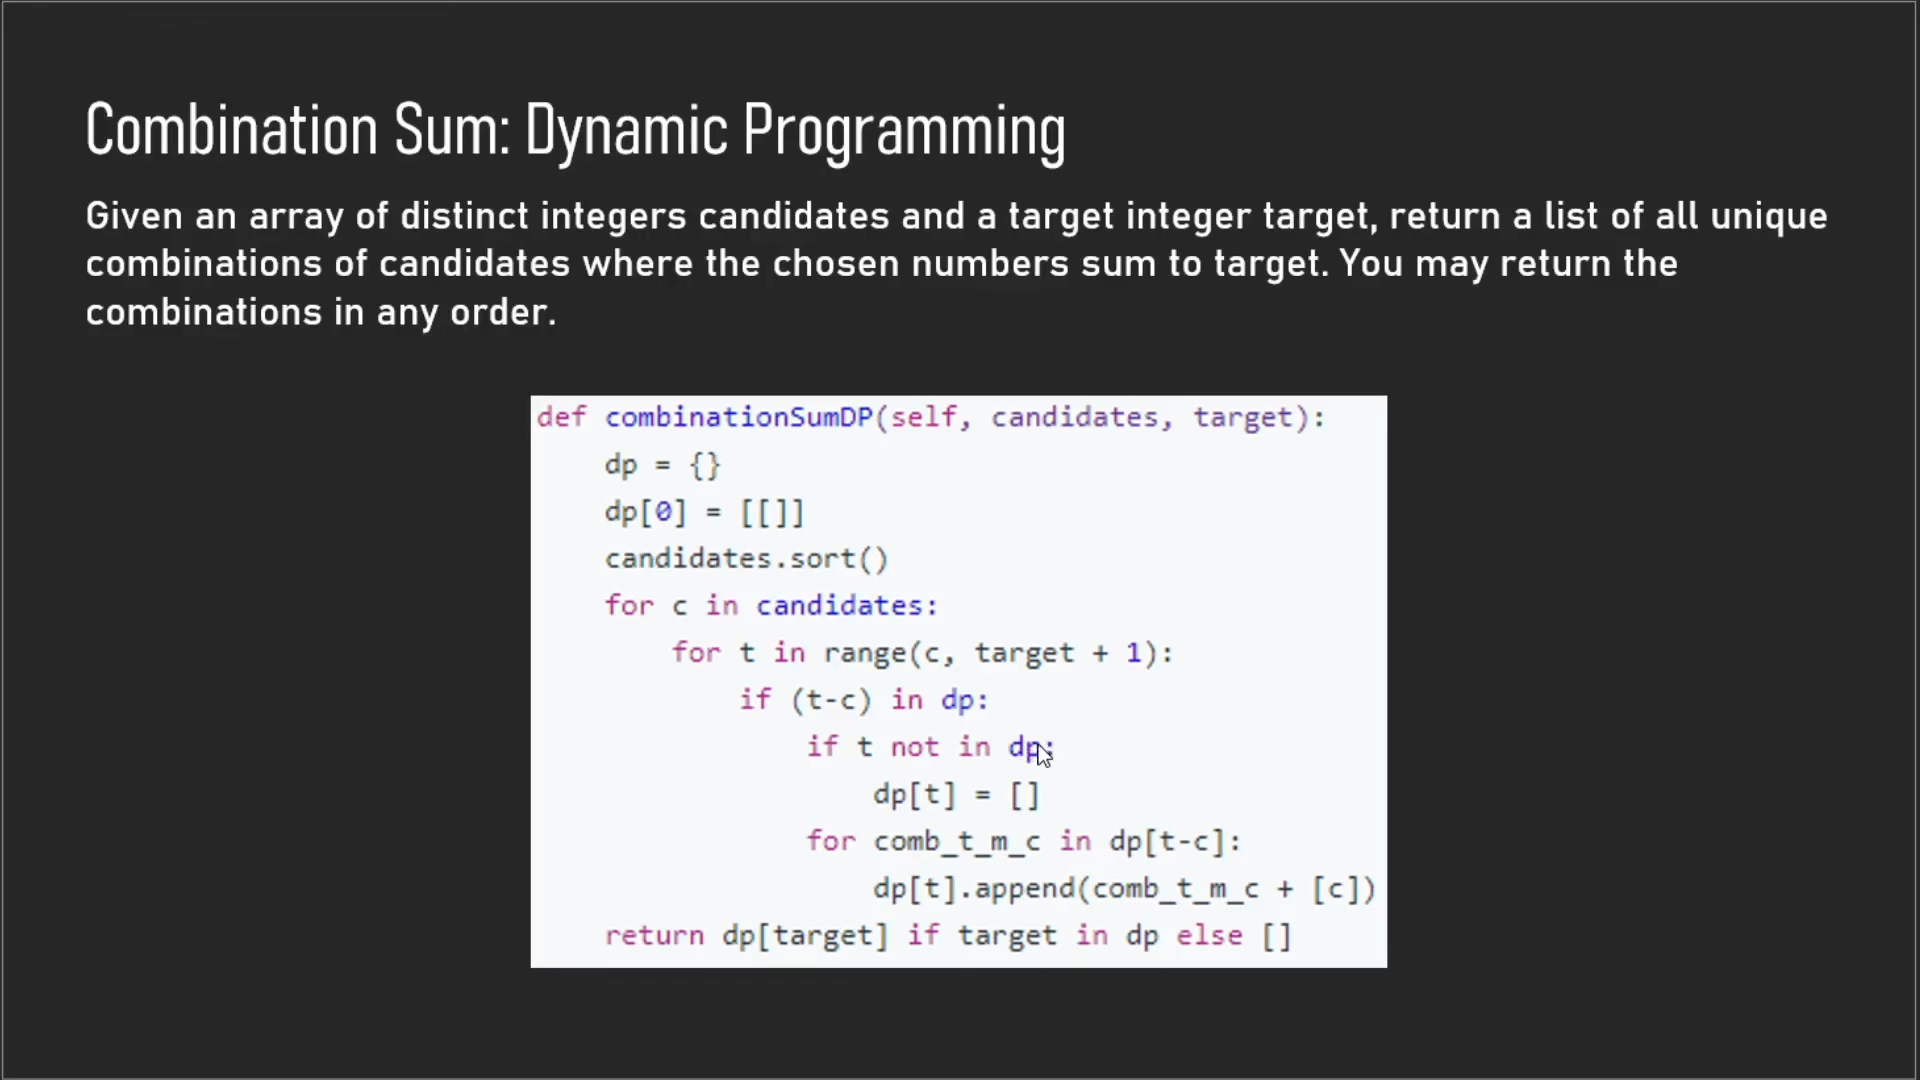 Combination Sum: Dynamic Programming
Given an array of distinct integers candidates and a target integer target, return a list of all unique
combinations of candidates where the chosen numbers sum to target. You may return the
combinations in any order.
def combinationSumDP(self, candidates, target):
    dp = {}
    dp[0] = [[]]
    candidates.sort()
    for c in candidates:
        for t in range(c, target + 1):
            if (t-c) in dp:
                if t not in dp:
                    dp[t] = []
                for comb_t_m_c in dp[t-c]:
                    dp[t].append(comb_t_m_c + [c])
    return dp[target] if target in dp else []